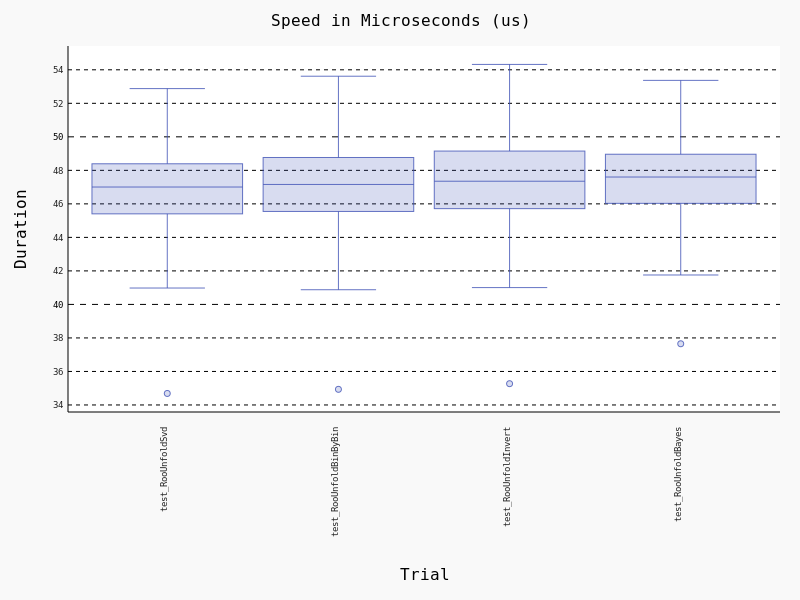 Speed in Microseconds (us)
Duration
54
52
50
48
46
44
42
40
38
36
34
test_RooUnfoldSvd
test_RooUnfoldBinByBin
test_RooUnfoldInvert
test_RooUnfoldBayes
Trial